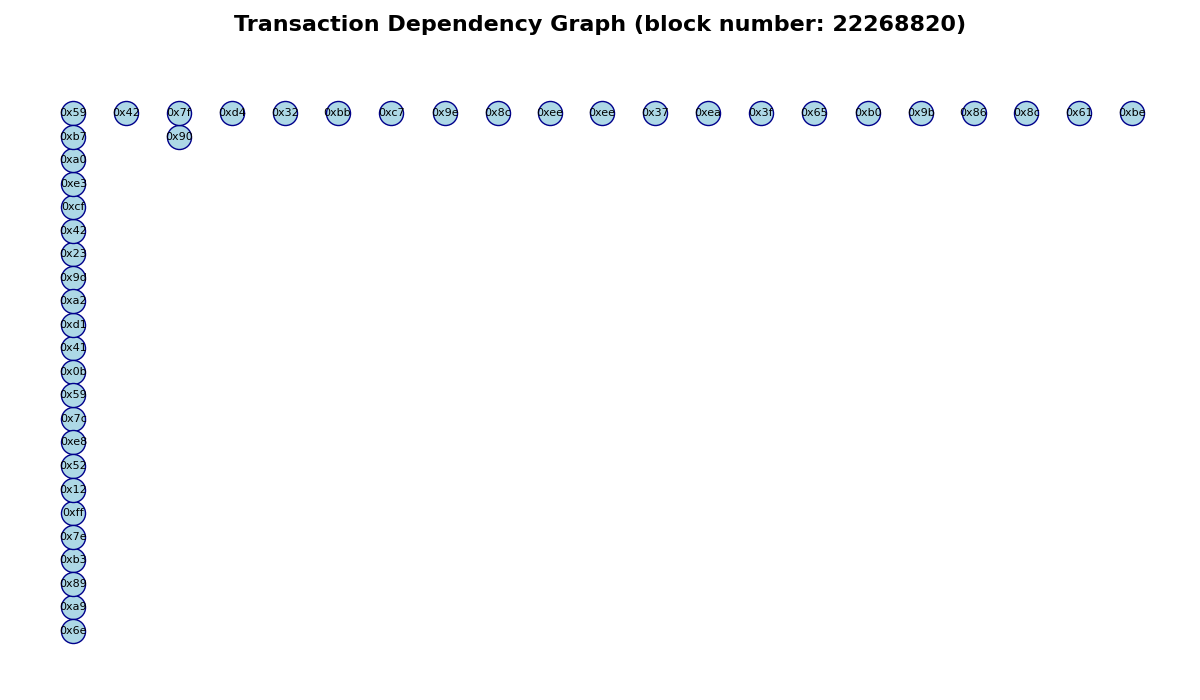 Transaction Dependency Graph (block number: 22268820)
0x59 0x42 0x7f 0xd4 0x32 0xbb 0xc7 0x9e 0x8c 0xee 0xee 0x37 0xea 0x3f 0x65 0xb0 0x9b 0x86 0x8c 0x61 0xbe
0xb7 0x90
0xa0
0xe3
0xcf
0x42
0x23
0x9d
0xa2
0xd1
0x41
0x0b
0x59
0x7c
0xe8
0x52
0x12
0xff
0x7e
0xb3
0x89
0xa9
0x6e